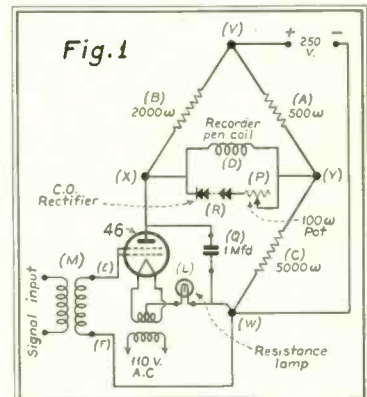 Fig.1
(V)
+ 250 V. −
(B)
2000ω
(A)
500ω
Recorder
pen coil
(D)
(X)
(P)
(Y)
C.O.
Rectifier
(R)
100ω
Pot
46
(Q)
1 Mfd
(C)
5000ω
(M)
(E)
(L)
Signal input
(F)
(W)
110 V.
A.C
Resistance
lamp